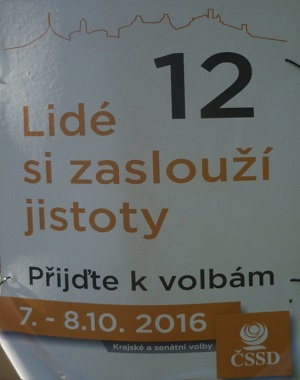 12
Lidé
si zaslouží
jistoty
Přijďte k volbám
7. - 8.10. 2016
Krajské a senátní volby
ČSSD